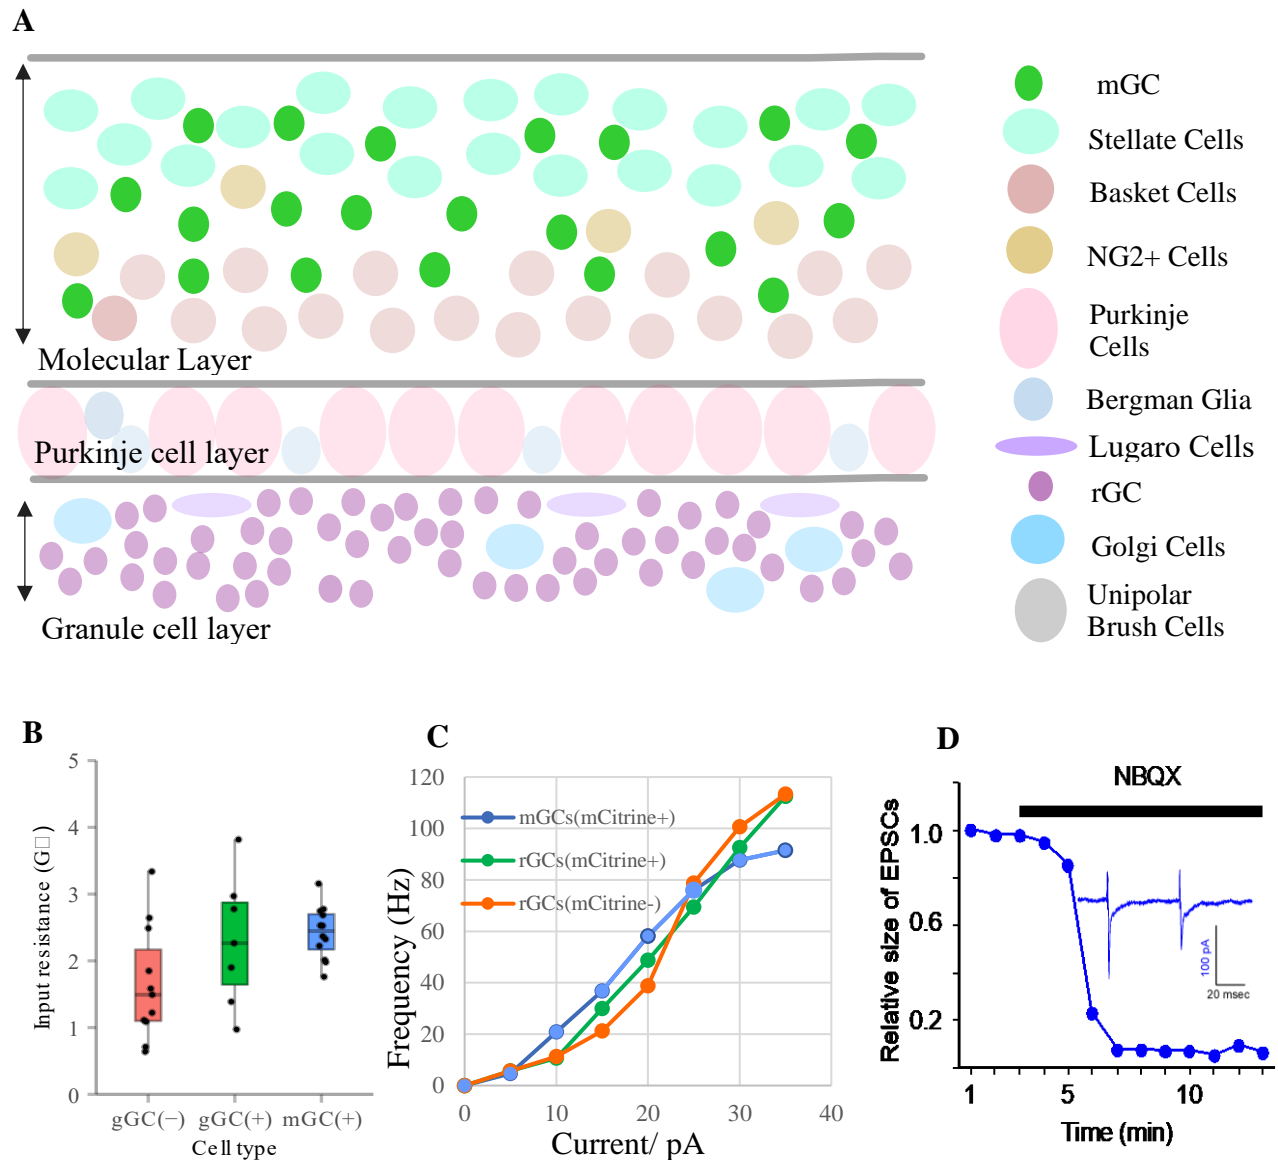 A
Molecular Layer
Purkinje cell layer
Granule cell layer
mGC
Stellate Cells
Basket Cells
NG2+ Cells
Purkinje
Cells
Bergman Glia
Lugaro Cells
rGC
Golgi Cells
Unipolar
Brush Cells
B
Input resistance (G□)
5
4
3
2
1
0
gGC(−)
gGC(+)
mGC(+)
Cell type
C
Frequency (Hz)
120
100
80
60
40
20
0
mGCs(mCitrine+)
rGCs(mCitrine+)
rGCs(mCitrine-)
0
10
20
30
40
Current/ pA
D
NBQX
Relative size of EPSCs
1.0
0.6
0.2
100 pA
20 msec
1
5
10
Time (min)